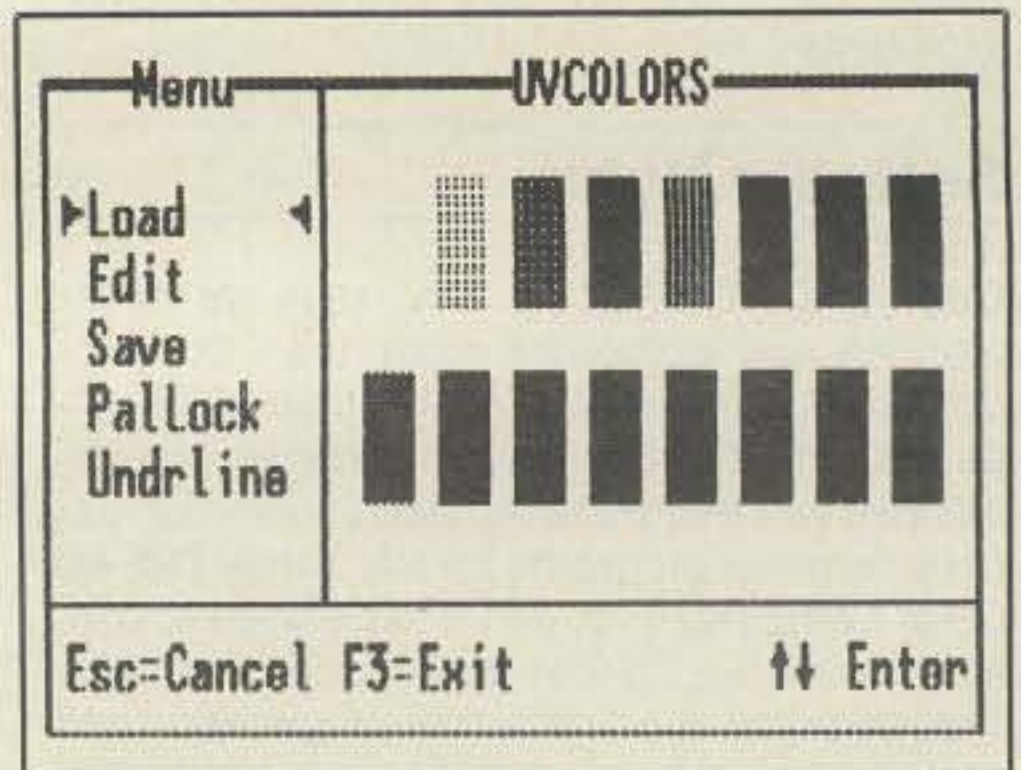 Menu UVCOLORS
Load
Edit
Save
PalLock
Undrline
Esc=Cancel F3=Exit ↑↓ Enter